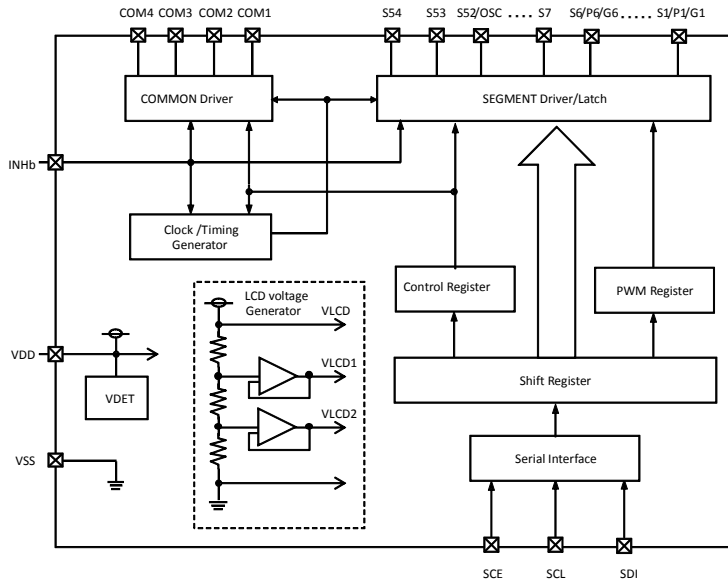 COM4 COM3 COM2 COM1 S54 S53 S52/OSC .... S7 S6/P6/G6 ..... S1/P1/G1
COMMON Driver
SEGMENT Driver/Latch
INHb
Clock /Timing
Generator
Control Register
PWM Register
LCD voltage
Generator
VLCD
VDD
VDET
VLCD1
VLCD2
Shift Register
VSS
Serial Interface
SCE SCL SDI